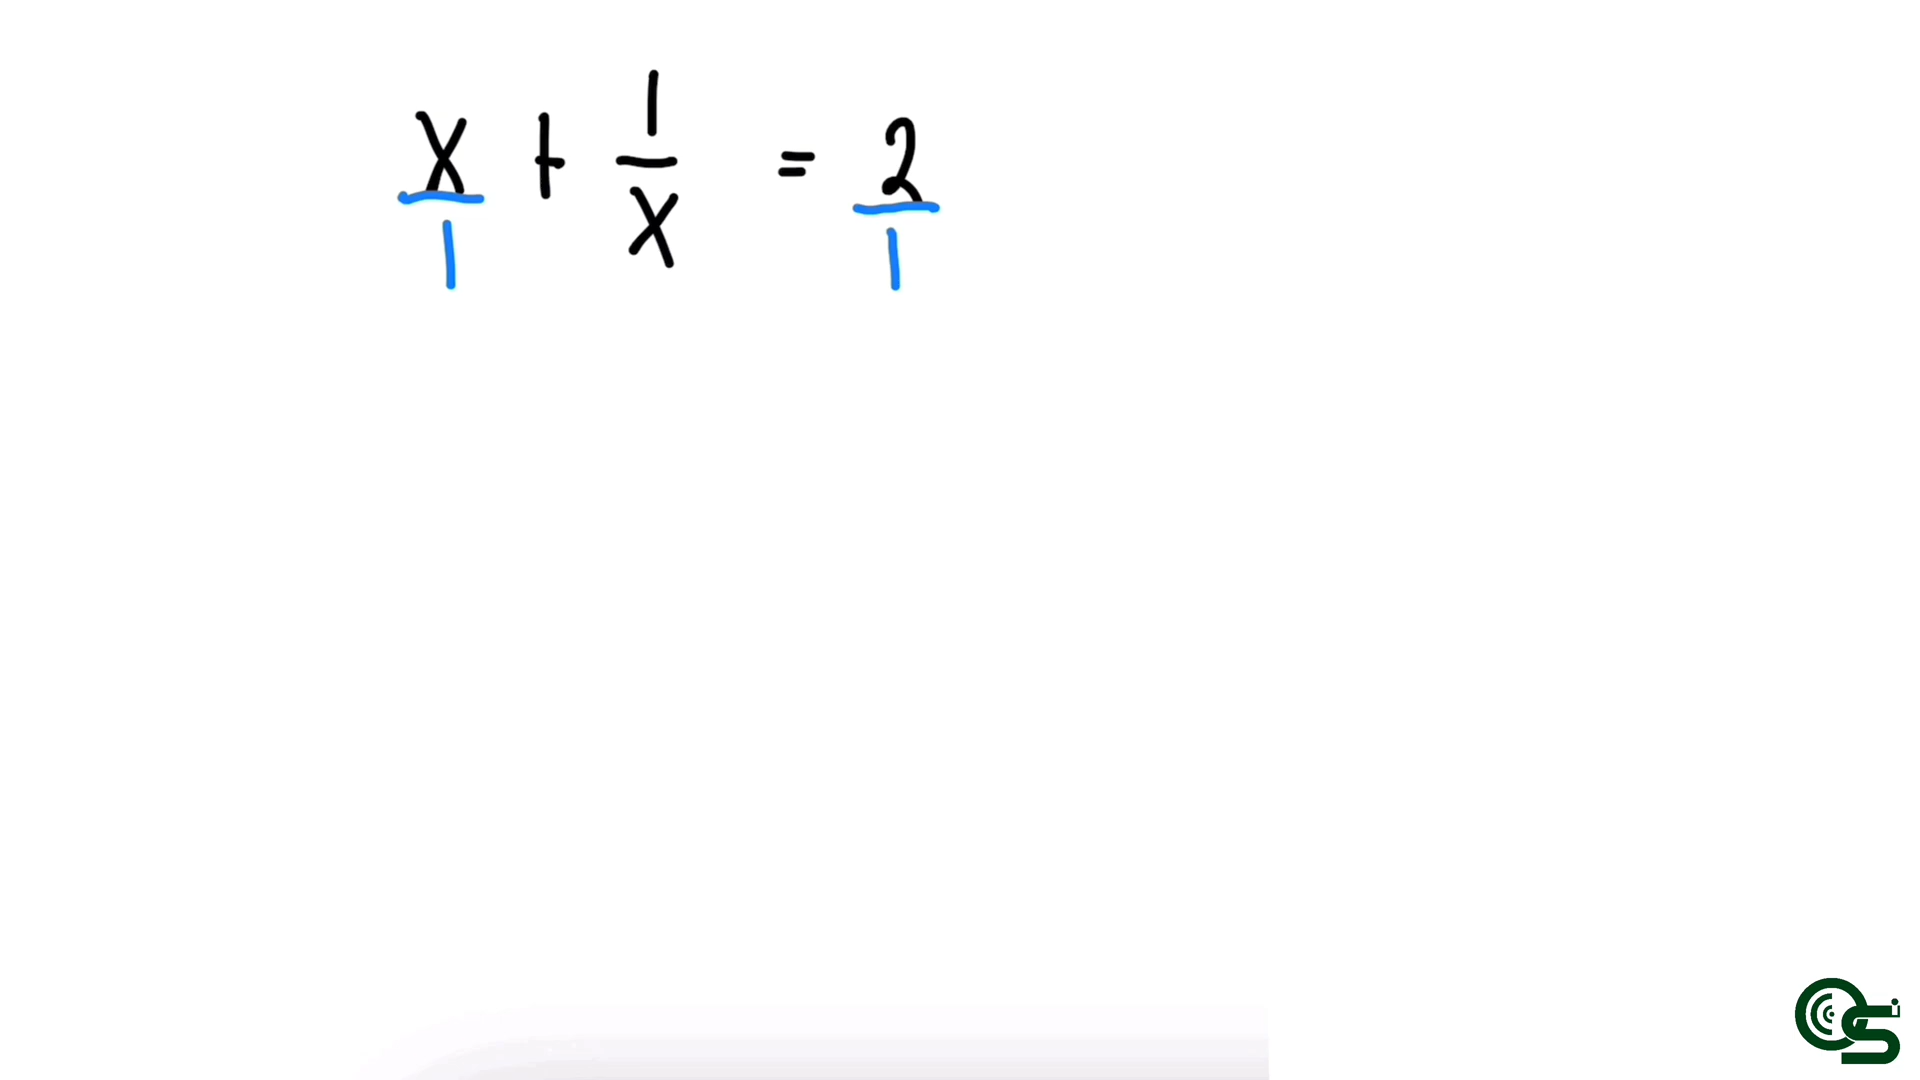 x/1 + 1/x = 2/1